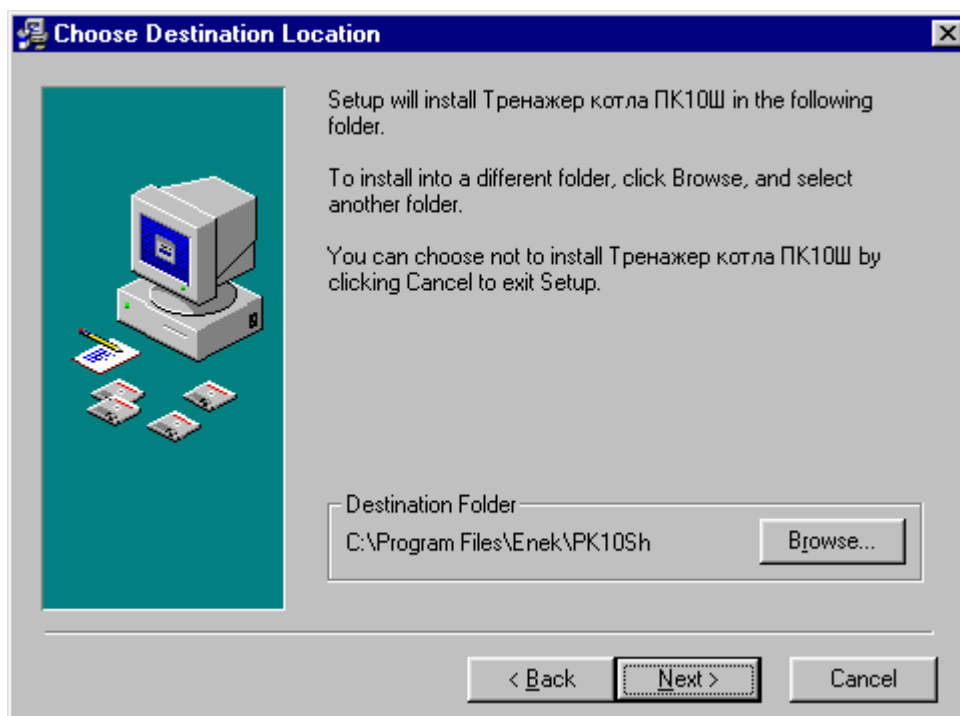 Choose Destination Location
Setup will install Тренажер котла ПК10Ш in the following
folder.
To install into a different folder, click Browse, and select
another folder.
You can choose not to install Тренажер котла ПК10Ш by
clicking Cancel to exit Setup.
Destination Folder
C:\Program Files\Enek\PK10Sh
Browse...
< Back
Next >
Cancel